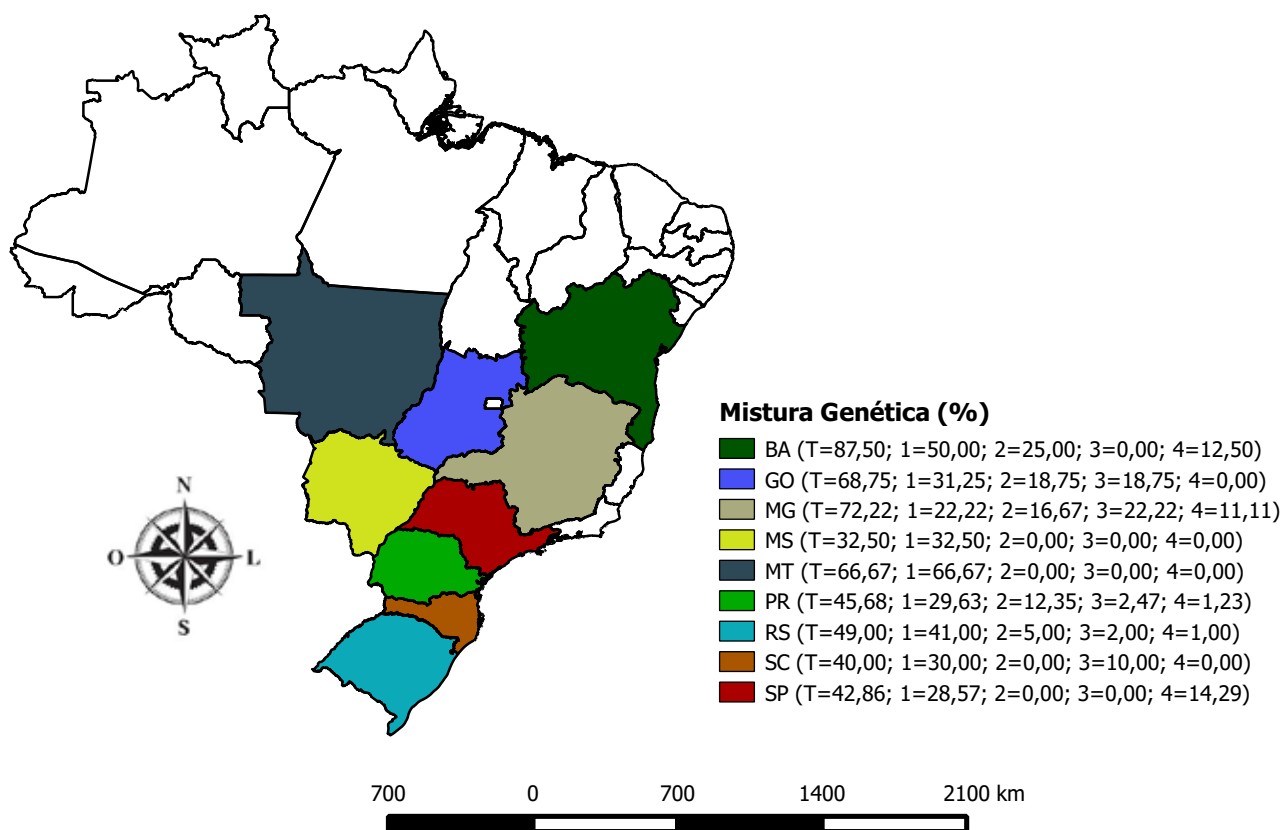 Mistura Genética (%)
BA (T=87,50; 1=50,00; 2=25,00; 3=0,00; 4=12,50)
GO (T=68,75; 1=31,25; 2=18,75; 3=18,75; 4=0,00)
MG (T=72,22; 1=22,22; 2=16,67; 3=22,22; 4=11,11)
MS (T=32,50; 1=32,50; 2=0,00; 3=0,00; 4=0,00)
MT (T=66,67; 1=66,67; 2=0,00; 3=0,00; 4=0,00)
PR (T=45,68; 1=29,63; 2=12,35; 3=2,47; 4=1,23)
RS (T=49,00; 1=41,00; 2=5,00; 3=2,00; 4=1,00)
SC (T=40,00; 1=30,00; 2=0,00; 3=10,00; 4=0,00)
SP (T=42,86; 1=28,57; 2=0,00; 3=0,00; 4=14,29)
N
O L
S
700 0 700 1400 2100 km